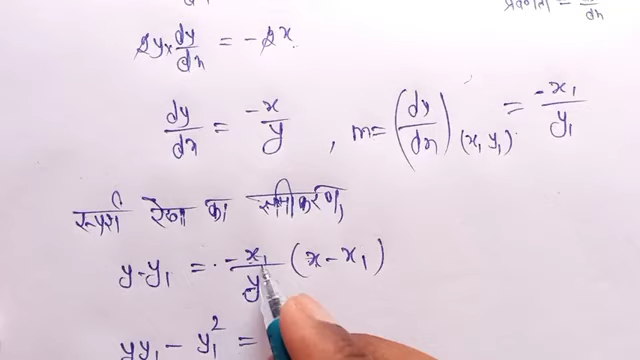 प्रवणता = dy/dx
2y × dy/dx = -2x
dy/dx = -x/y , m = (dy/dx)(x₁ y₁) = -x₁/y₁
स्पर्श रेखा का समीकरण,
y-y₁ = -x₁/y (x - x₁)
yy₁ - y₁² =